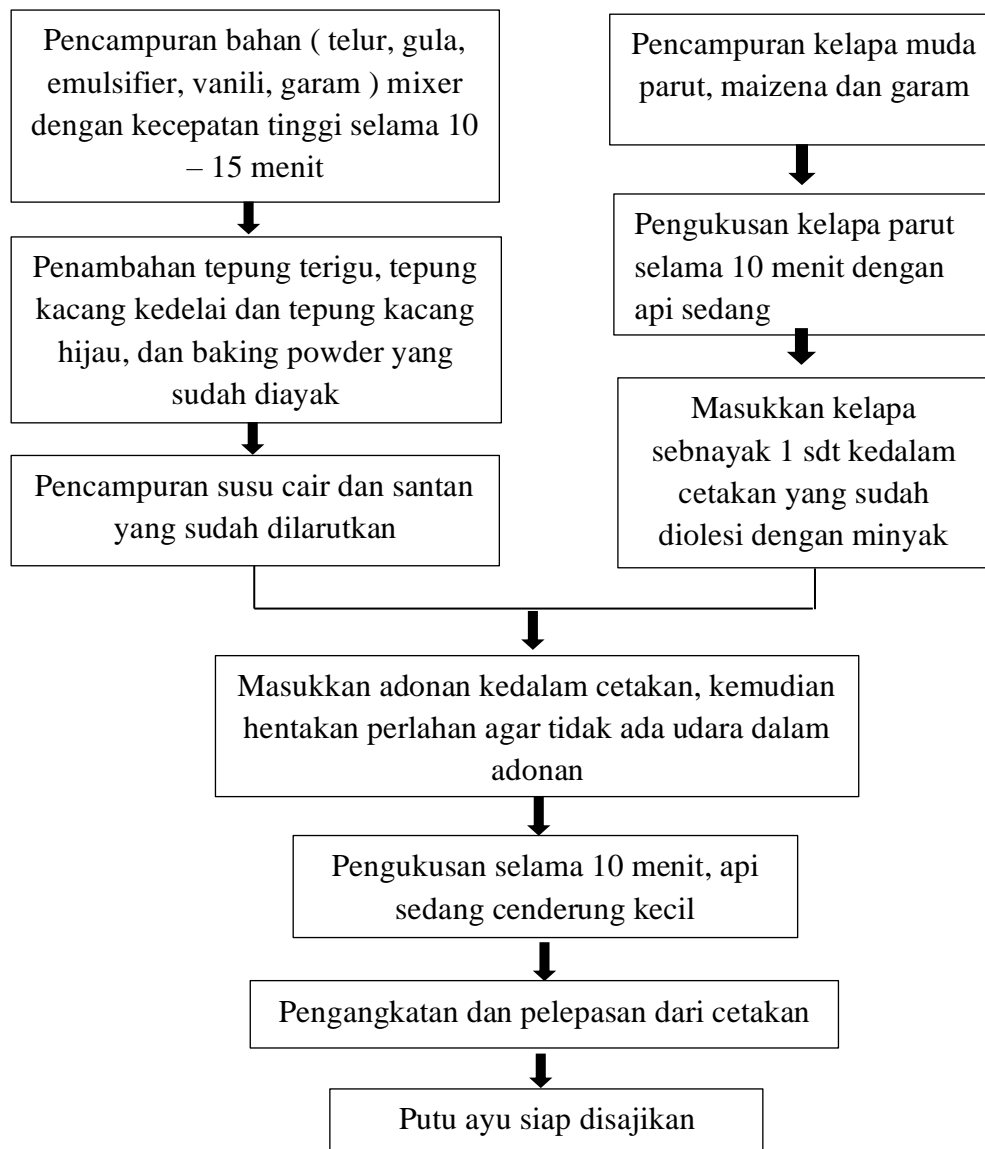 Pencampuran bahan ( telur, gula,
emulsifier, vanili, garam ) mixer
dengan kecepatan tinggi selama 10
– 15 menit
Penambahan tepung terigu, tepung
kacang kedelai dan tepung kacang
hijau, dan baking powder yang
sudah diayak
Pencampuran susu cair dan santan
yang sudah dilarutkan
Pencampuran kelapa muda
parut, maizena dan garam
Pengukusan kelapa parut
selama 10 menit dengan
api sedang
Masukkan kelapa
sebnayak 1 sdt kedalam
cetakan yang sudah
diolesi dengan minyak
Masukkan adonan kedalam cetakan, kemudian
hentakan perlahan agar tidak ada udara dalam
adonan
Pengukusan selama 10 menit, api
sedang cenderung kecil
Pengangkatan dan pelepasan dari cetakan
Putu ayu siap disajikan